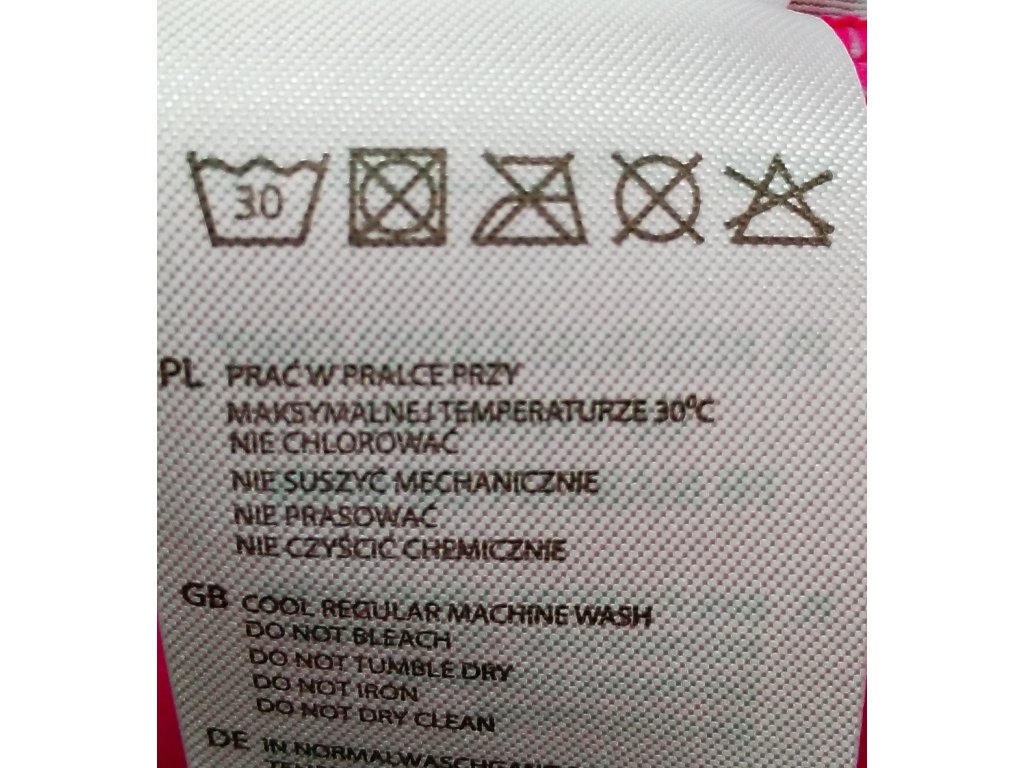 30
PL PRAĆ W PRALCE PRZY
MAKSYMALNEJ TEMPERATURZE 30°C
NIE CHLOROWAĆ
NIE SUSZYĆ MECHANICZNIE
NIE PRASOWAĆ
NIE CZYŚCIĆ CHEMICZNIE
GB COOL REGULAR MACHINE WASH
DO NOT BLEACH
DO NOT TUMBLE DRY
DO NOT IRON
DO NOT DRY CLEAN
DE IN NORMALWASCHGANG